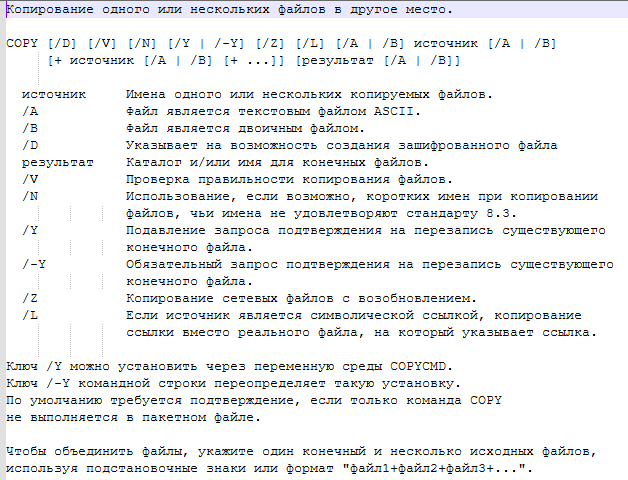 Копирование одного или нескольких файлов в другое место.

COPY [/D] [/V] [/N] [/Y | /-Y] [/Z] [/L] [/A | /B] источник [/A | /B]
     [+ источник [/A | /B] [+ ...]] [результат [/A | /B]]

  источник     Имена одного или нескольких копируемых файлов.
  /A           Файл является текстовым файлом ASCII.
  /B           Файл является двоичным файлом.
  /D           Указывает на возможность создания зашифрованного файла
  результат    Каталог и/или имя для конечных файлов.
  /V           Проверка правильности копирования файлов.
  /N           Использование, если возможно, коротких имен при копировании
               файлов, чьи имена не удовлетворяют стандарту 8.3.
  /Y           Подавление запроса подтверждения на перезапись существующего
               конечного файла.
  /-Y          Обязательный запрос подтверждения на перезапись существующего
               конечного файла.
  /Z           Копирование сетевых файлов с возобновлением.
  /L           Если источник является символической ссылкой, копирование
               ссылки вместо реального файла, на который указывает ссылка.

Ключ /Y можно установить через переменную среды COPYCMD.
Ключ /-Y командной строки переопределяет такую установку.
По умолчанию требуется подтверждение, если только команда COPY
не выполняется в пакетном файле.

Чтобы объединить файлы, укажите один конечный и несколько исходных файлов,
используя подстановочные знаки или формат "файл1+файл2+файл3+...".